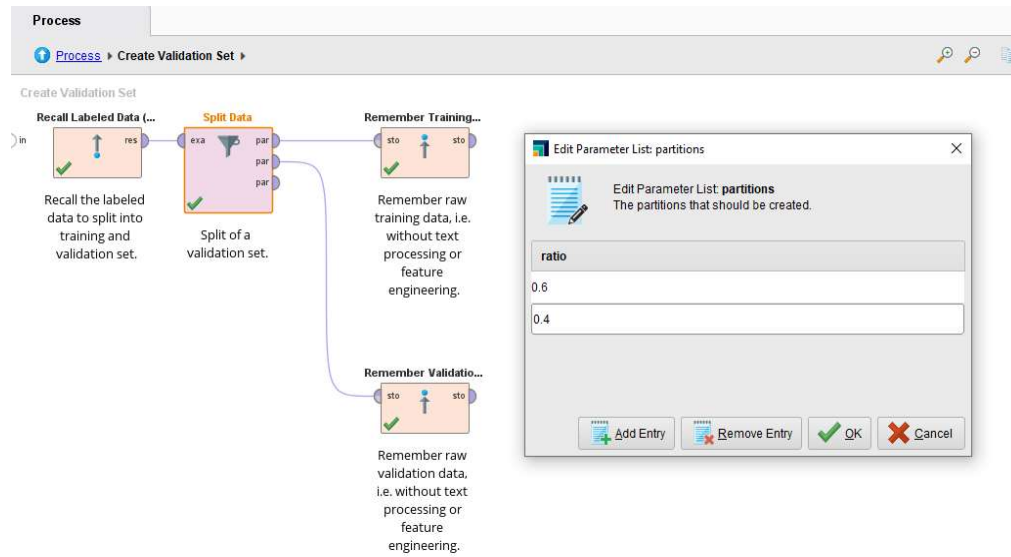 Process
Process ▸ Create Validation Set ▸
Create Validation Set
Recall Labeled Data (...
in
res
Recall the labeled
data to split into
training and
validation set.
Split Data
exa
par
par
par
Split of a
validation set.
Remember Training...
sto
sto
Remember raw
training data, i.e.
without text
processing or
feature
engineering.
Remember Validatio...
sto
sto
Remember raw
validation data,
i.e. without text
processing or
feature
engineering.
Edit Parameter List: partitions
Edit Parameter List: partitions
The partitions that should be created.
ratio
0.6
0.4
Add Entry
Remove Entry
OK
Cancel